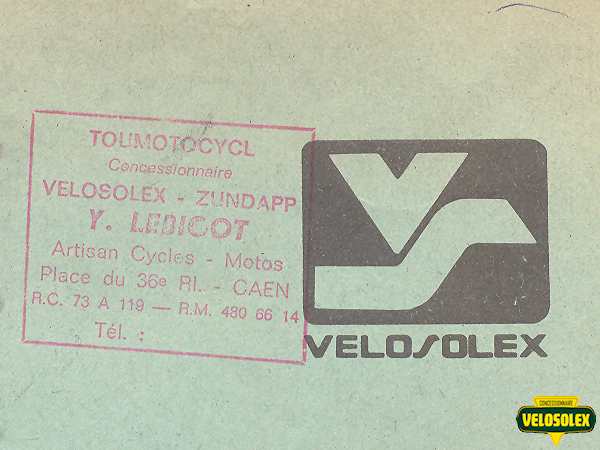 TOUMOTOCYCL
Concessionnaire
VELOSOLEX - ZUNDAPP
Y. LEBIGOT
Artisan Cycles - Motos
Place du 36e RI. - CAEN
R.C. 73 A 119 — R.M. 480 66 14
Tél. :
VELOSOLEX
CONCESSIONNAIRE
VELOSOLEX